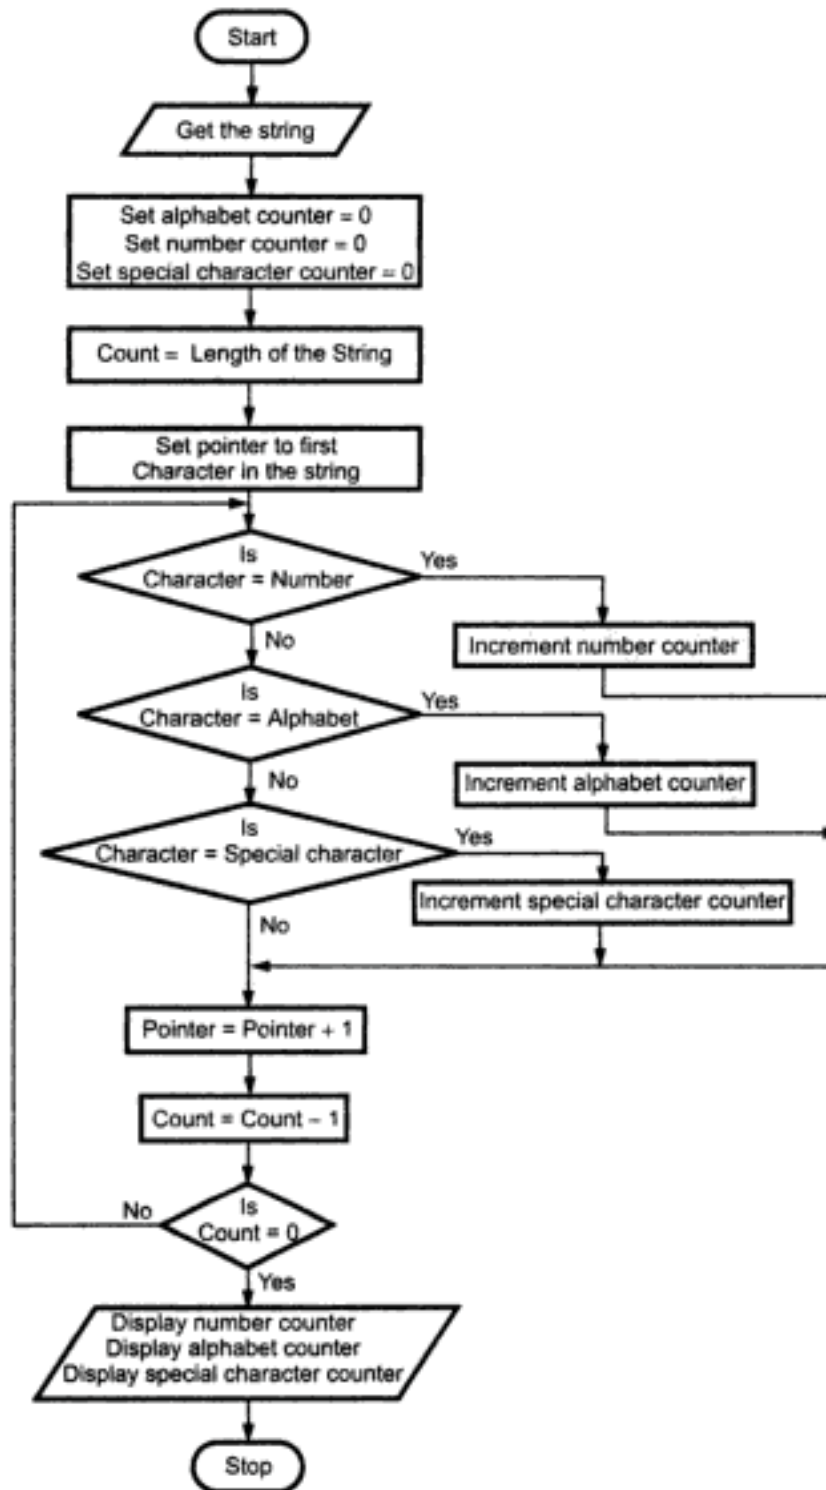 Start
Get the string
Set alphabet counter = 0
Set number counter = 0
Set special character counter = 0
Count = Length of the String
Set pointer to first
Character in the string
Is
Character = Number
Yes
Increment number counter
No
Is
Character = Alphabet
Yes
Increment alphabet counter
No
Is
Character = Special character
Yes
Increment special character counter
No
Pointer = Pointer + 1
Count = Count – 1
Is
Count = 0
No
Yes
Display number counter
Display alphabet counter
Display special character counter
Stop